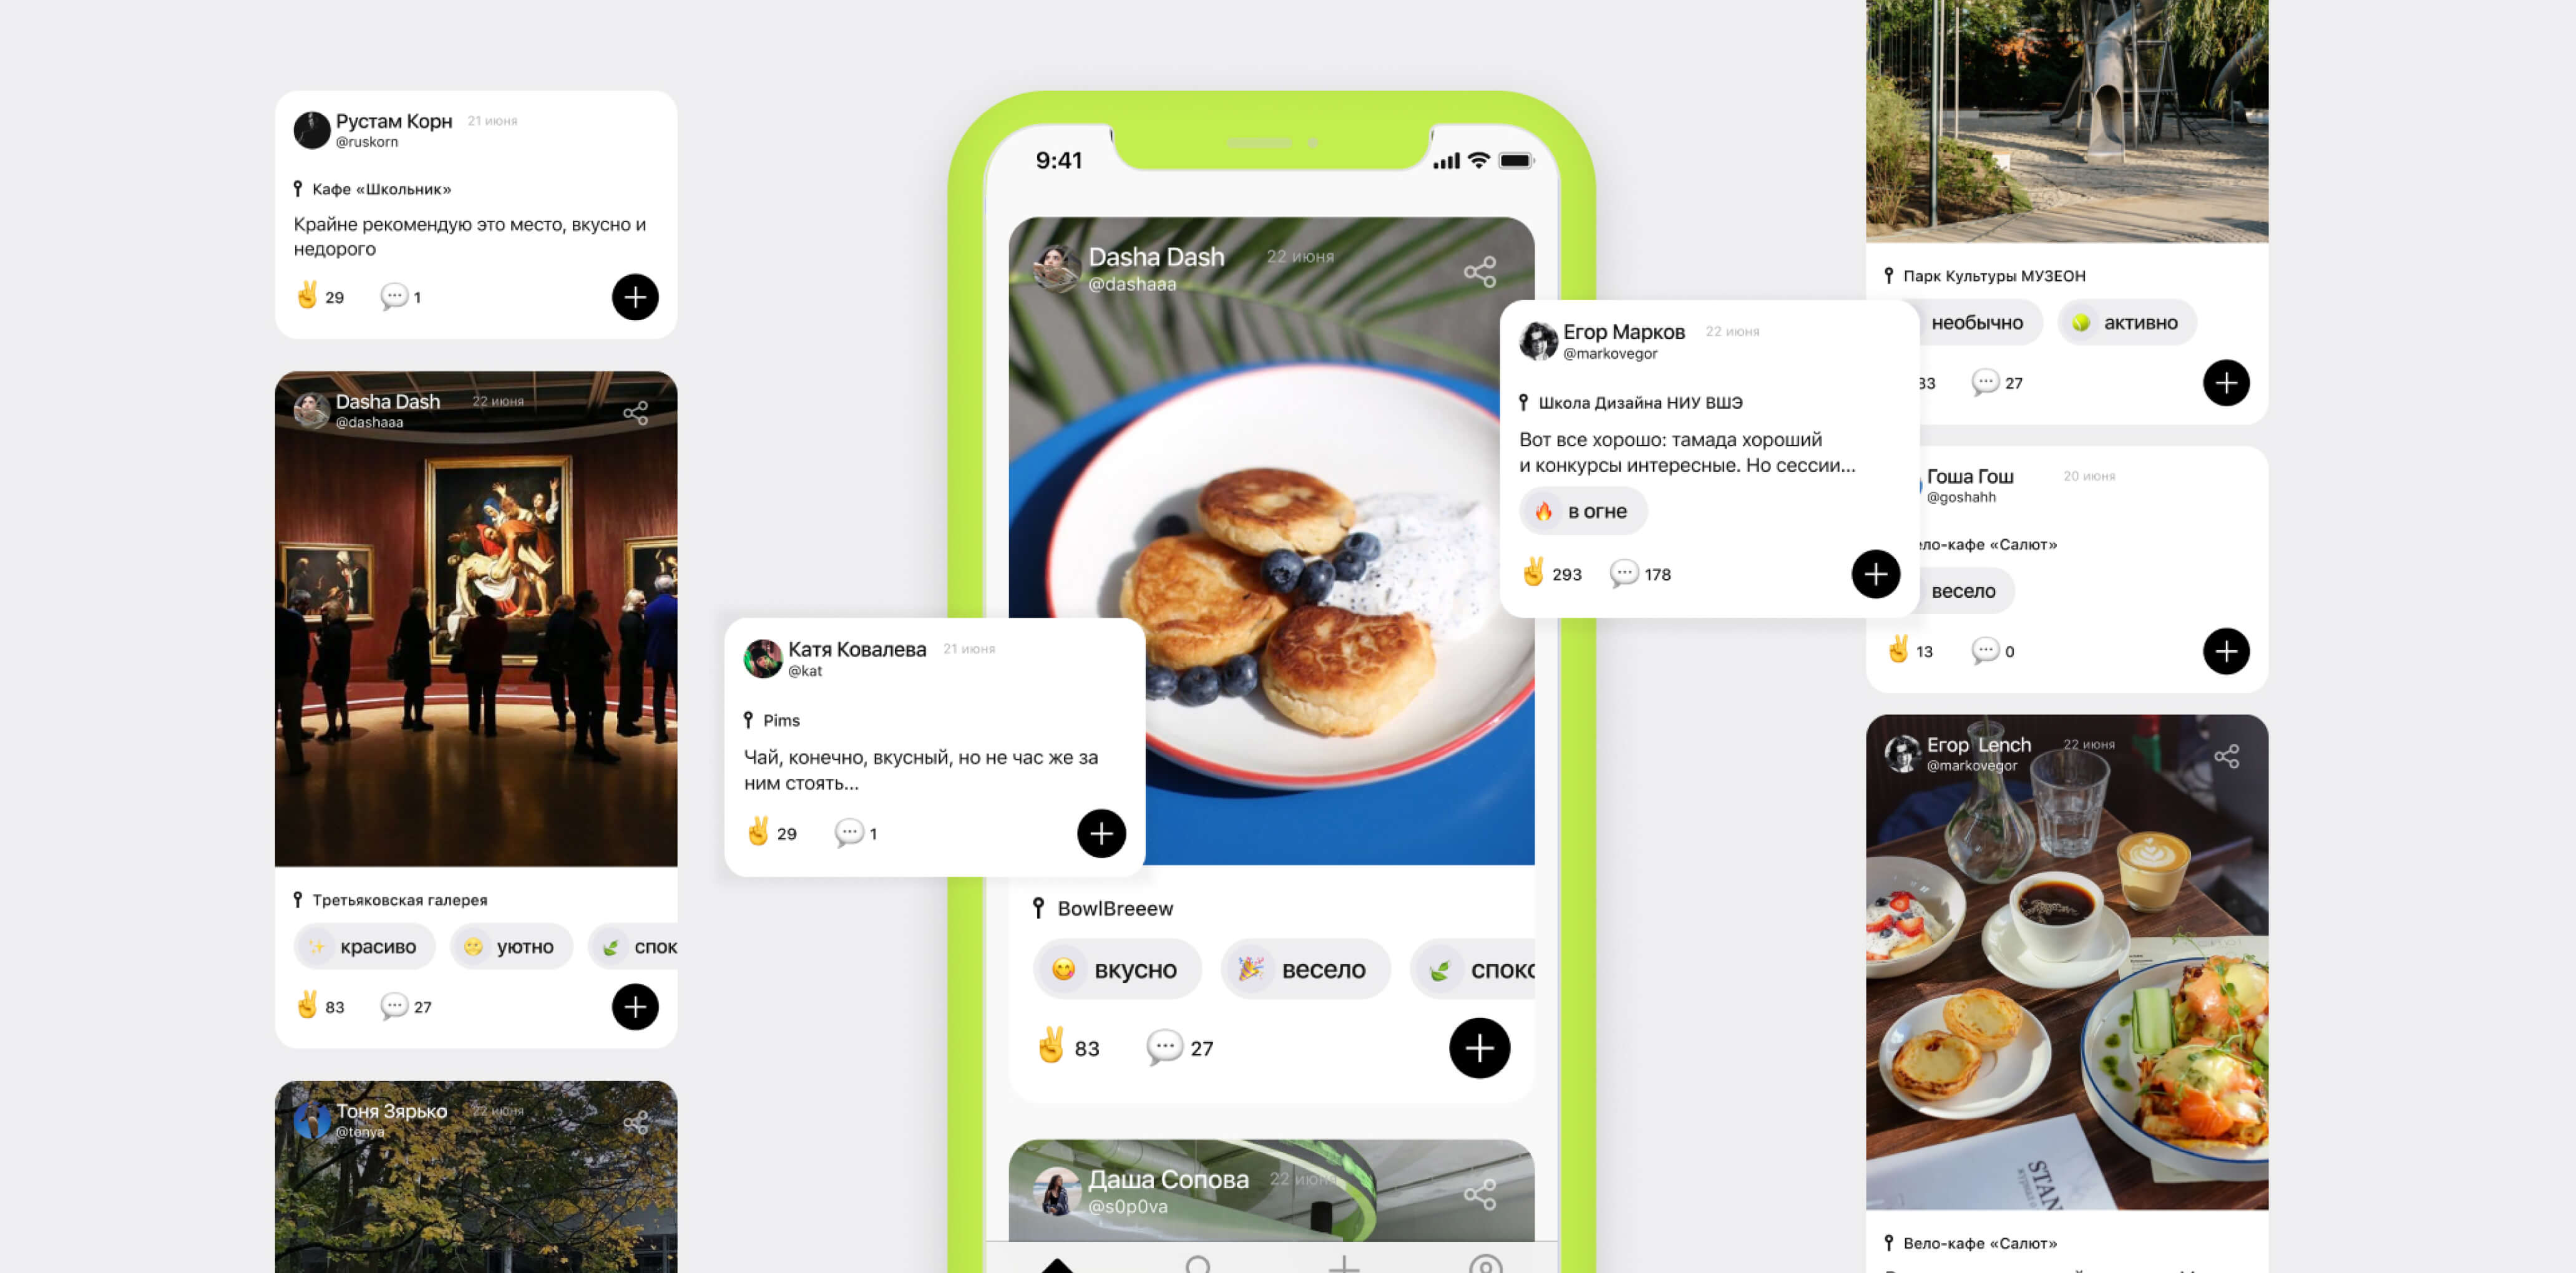 Рустам Корн 21 июня
@ruskorn
Кафе «Школьник»
Крайне рекомендую это место, вкусно и
недорого
29 1
Dasha Dash 22 июня
@dashaaa
Третьяковская галерея
красиво уютно спок
83 27
Тоня Зярько 22 июня
@tonya
9:41
Dasha Dash 22 июня
@dashaaa
Катя Ковалева 21 июня
@kat
Pims
Чай, конечно, вкусный, но не час же за
ним стоять...
29 1
BowlBreeew
вкусно весело спокс
83 27
Даша Сопова 22 июня
@s0p0va
Егор Марков 22 июня
@markovegor
Школа Дизайна НИУ ВШЭ
Вот все хорошо: тамада хороший
и конкурсы интересные. Но сессии...
в огне
293 178
Парк Культуры МУЗЕОН
необычно активно
83 27
Гоша Гош 20 июня
@goshahh
ло-кафе «Салют»
весело
13 0
Егор Lench 22 июня
@markovegor
STAN
Вело-кафе «Салют»